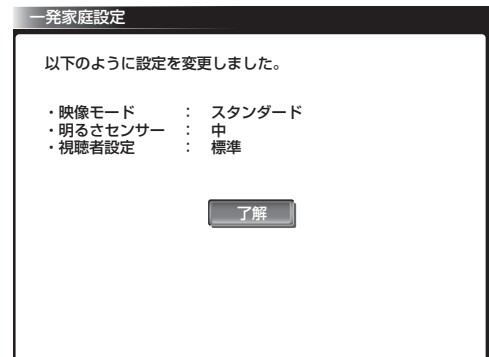 一発家庭設定
以下のように設定を変更しました。
・映像モード　　：　スタンダード
・明るさセンサー　：　中
・視聴者設定　　：　標準
了解